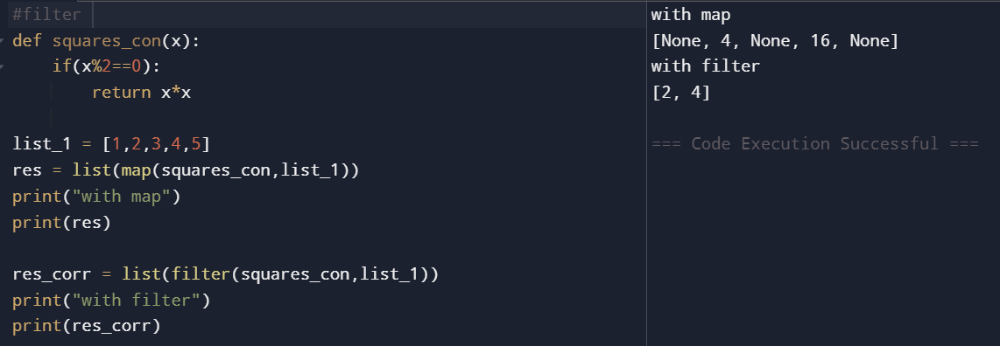 #filter
def squares_con(x):
    if(x%2==0):
        return x*x
list_1 = [1,2,3,4,5]
res = list(map(squares_con,list_1))
print("with map")
print(res)
res_corr = list(filter(squares_con,list_1))
print("with filter")
print(res_corr)
with map
[None, 4, None, 16, None]
with filter
[2, 4]
=== Code Execution Successful ===